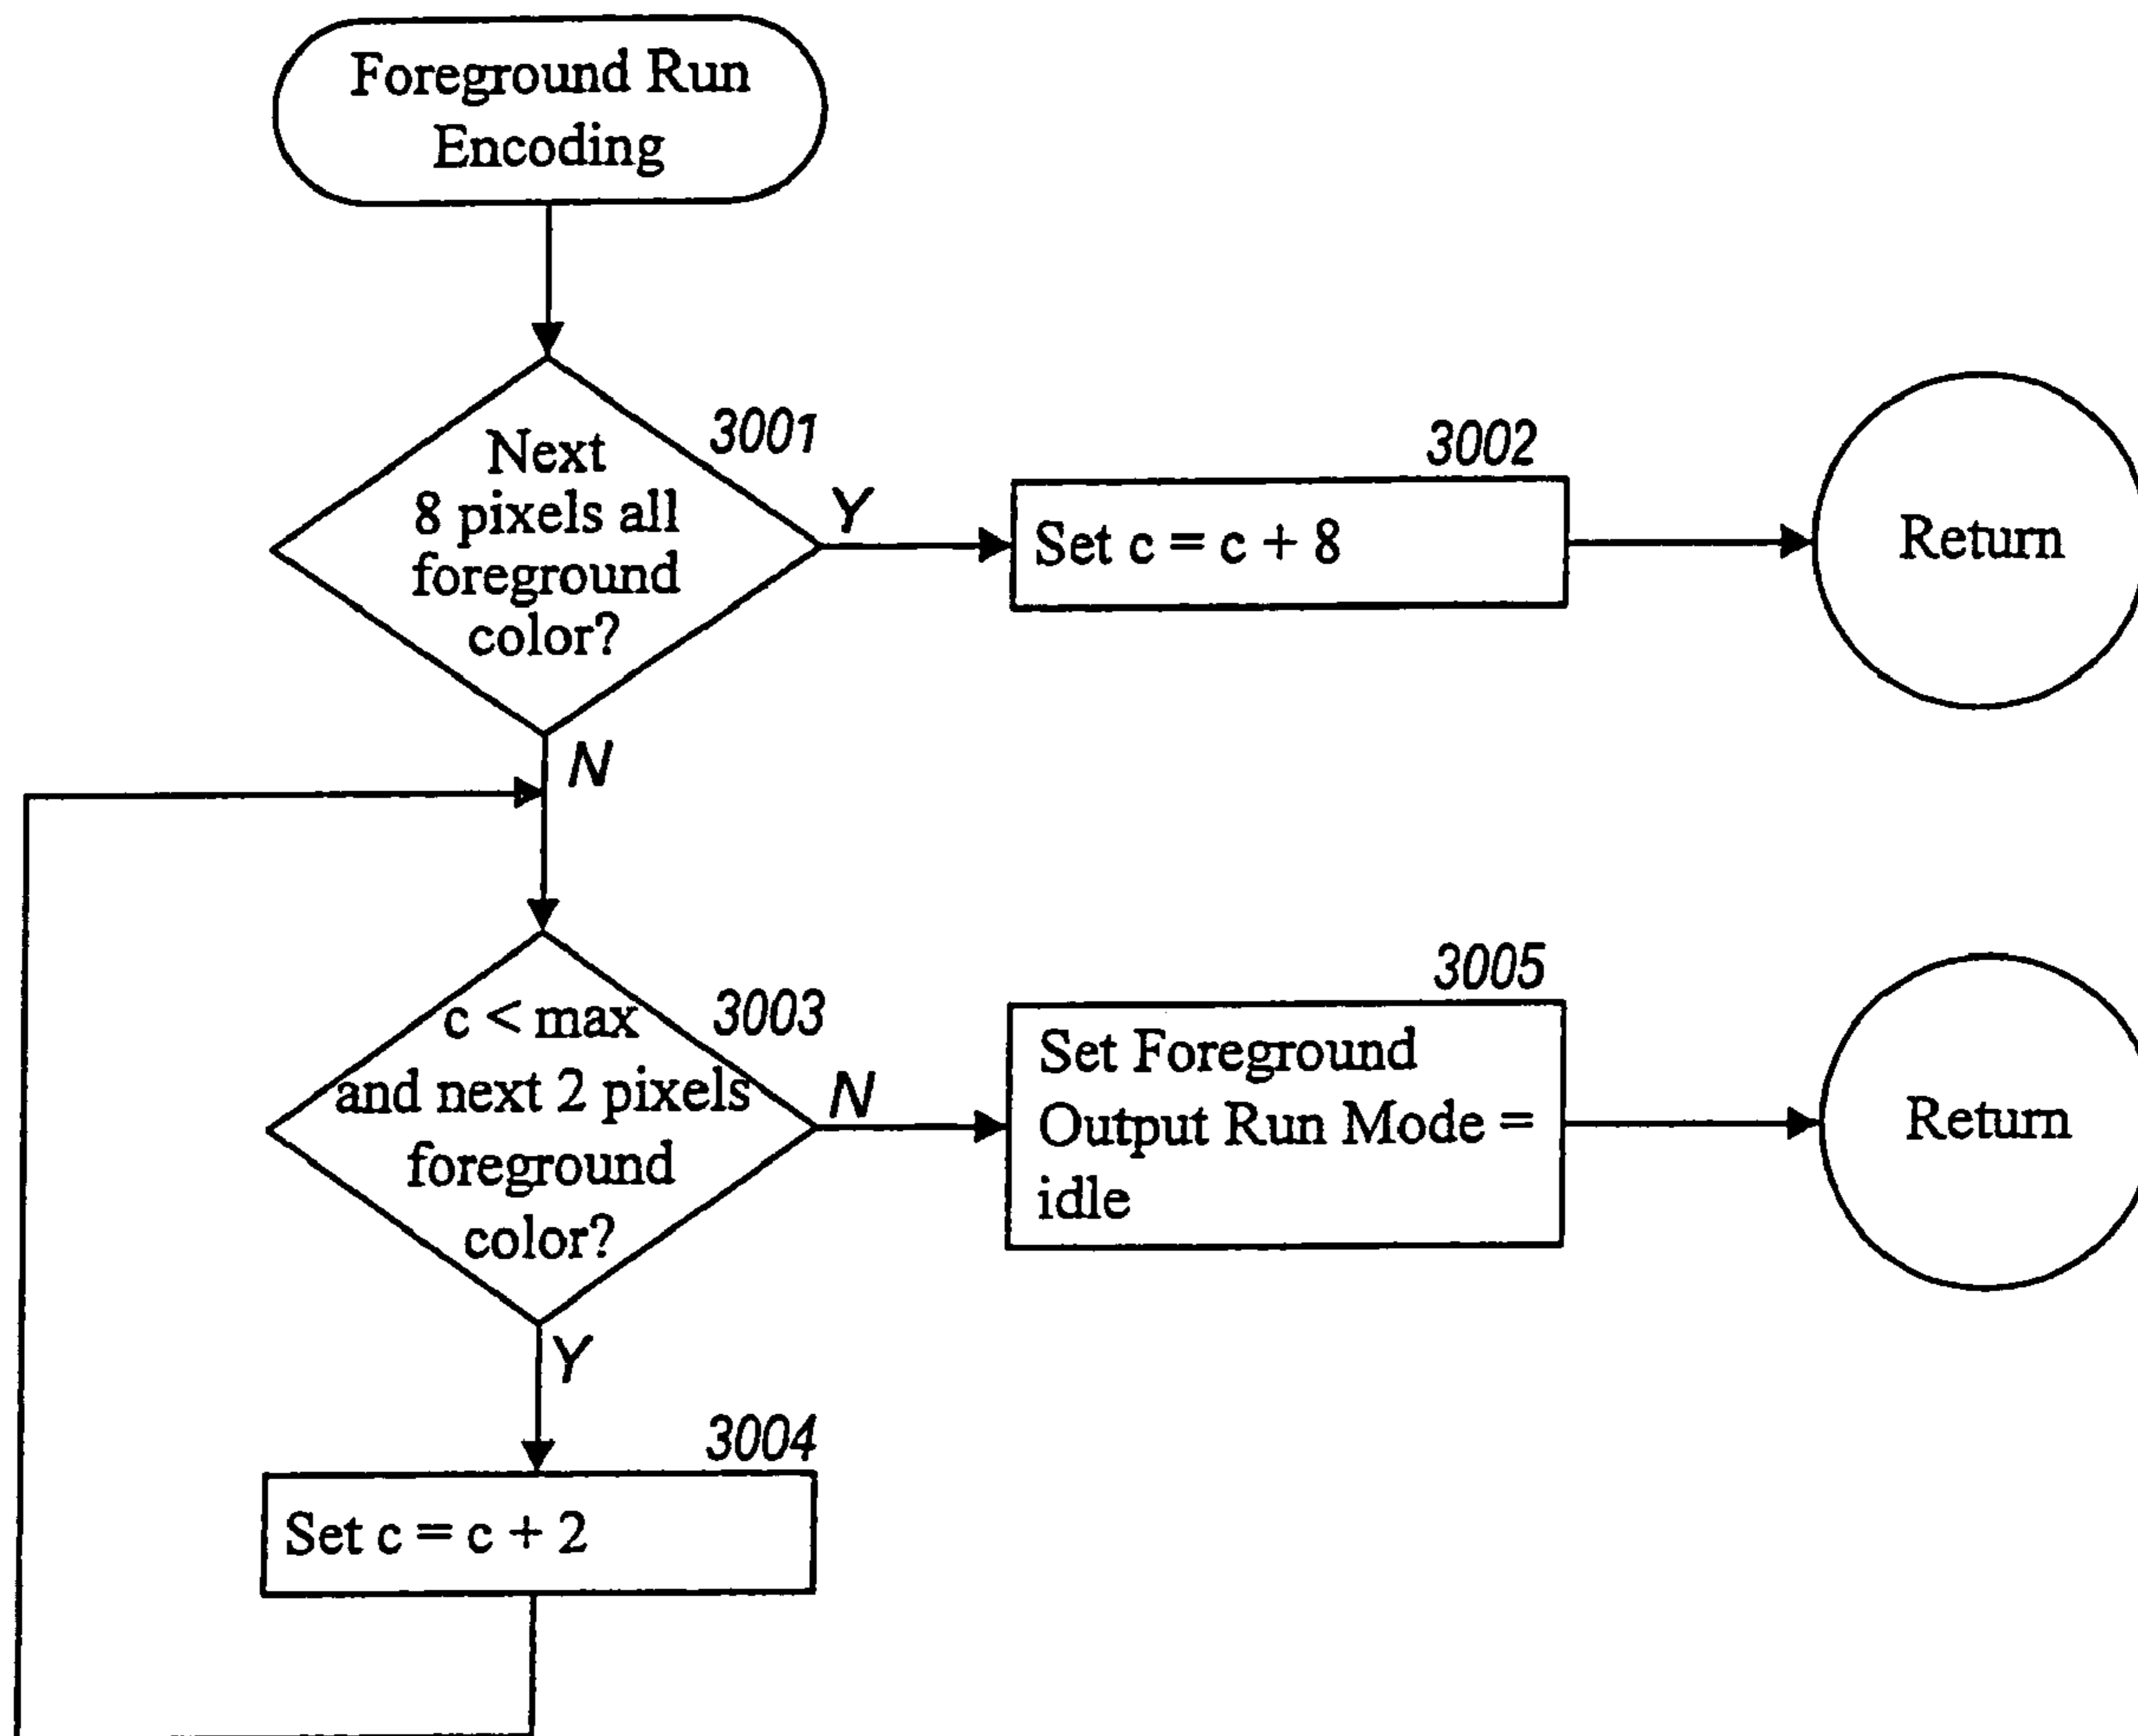 Foreground Run
Encoding
3001
Next
8 pixels all
foreground
color?
Y
3002
Set c = c + 8
Return
N
3003
c < max
and next 2 pixels
foreground
color?
N
3005
Set Foreground
Output Run Mode =
idle
Return
Y
3004
Set c = c + 2